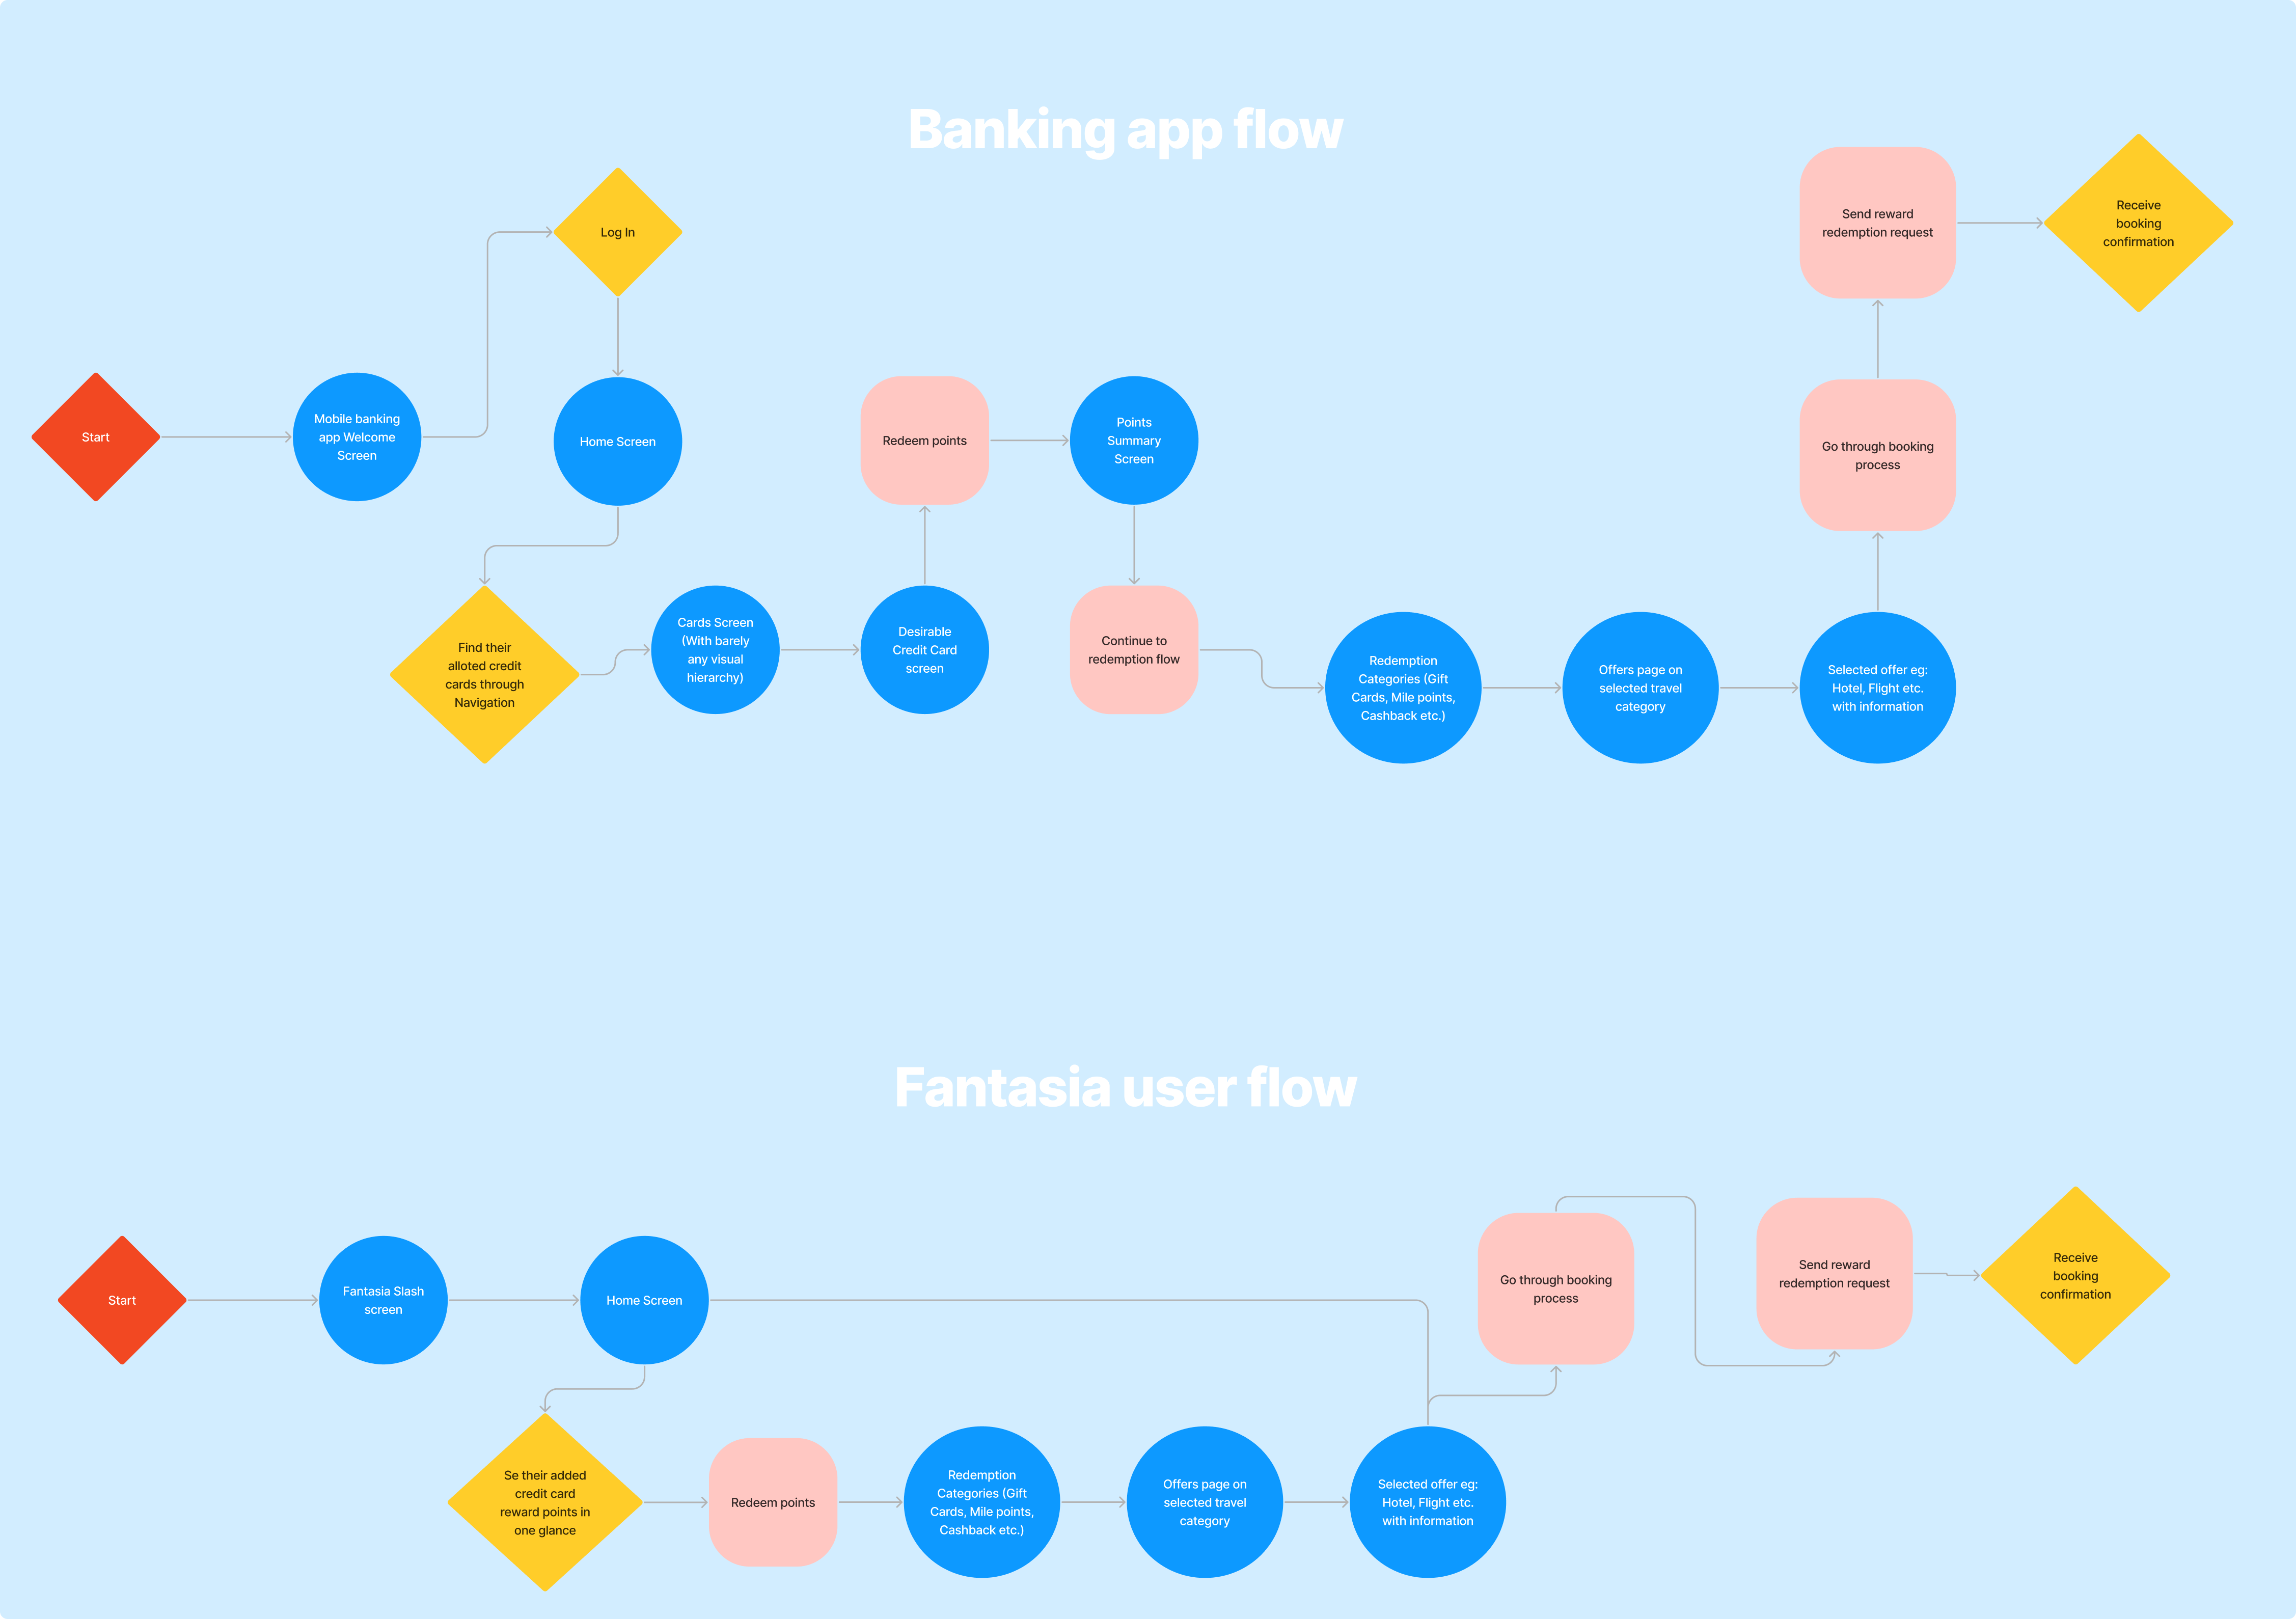 Banking app flow
Start
Mobile banking
app Welcome
Screen
Log In
Home Screen
Find their
alloted credit
cards through
Navigation
Cards Screen
(With barely
any visual
hierarchy)
Desirable
Credit Card
screen
Redeem points
Points
Summary
Screen
Continue to
redemption flow
Redemption
Categories (Gift
Cards, Mile points,
Cashback etc.)
Offers page on
selected travel
category
Selected offer eg:
Hotel, Flight etc.
with information
Go through booking
process
Send reward
redemption request
Receive
booking
confirmation
Fantasia user flow
Start
Fantasia Slash
screen
Home Screen
Se their added
credit card
reward points in
one glance
Redeem points
Redemption
Categories (Gift
Cards, Mile points,
Cashback etc.)
Offers page on
selected travel
category
Selected offer eg:
Hotel, Flight etc.
with information
Go through booking
process
Send reward
redemption request
Receive
booking
confirmation